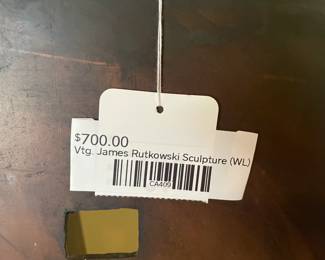 $700.00
Vtg. James Rutkowski Sculpture (WL)
CA409